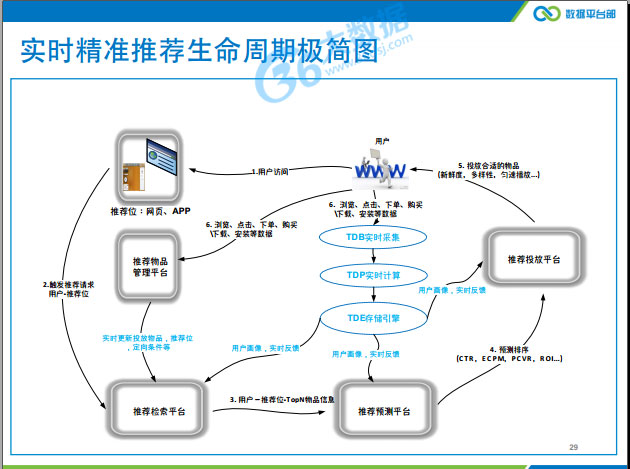 数据平台部
实时精准推荐生命周期极简图
36大数据
用户
WWW
1.用户访问
5. 投放合适的物品
(新鲜度，多样性，匀速播放...)
推荐位：网页、APP
6. 浏览、点击、下单、购买
\下载、安装等数据
6. 浏览、点击、下单、购买
\下载、安装等数据
TDB实时采集
推荐物品
管理平台
推荐投放平台
TDP实时计算
2.触发推荐请求
用户-推荐位
用户画像，实时反馈
TDE存储引擎
实时更新投放物品，推荐位，
定向条件等
用户画像，实时反馈
用户画像，实时反馈
4. 预测排序
(CTR，ECPM，PCVR，ROI...)
3. 用户－推荐位-TopN物品信息
推荐检索平台
推荐预测平台
29